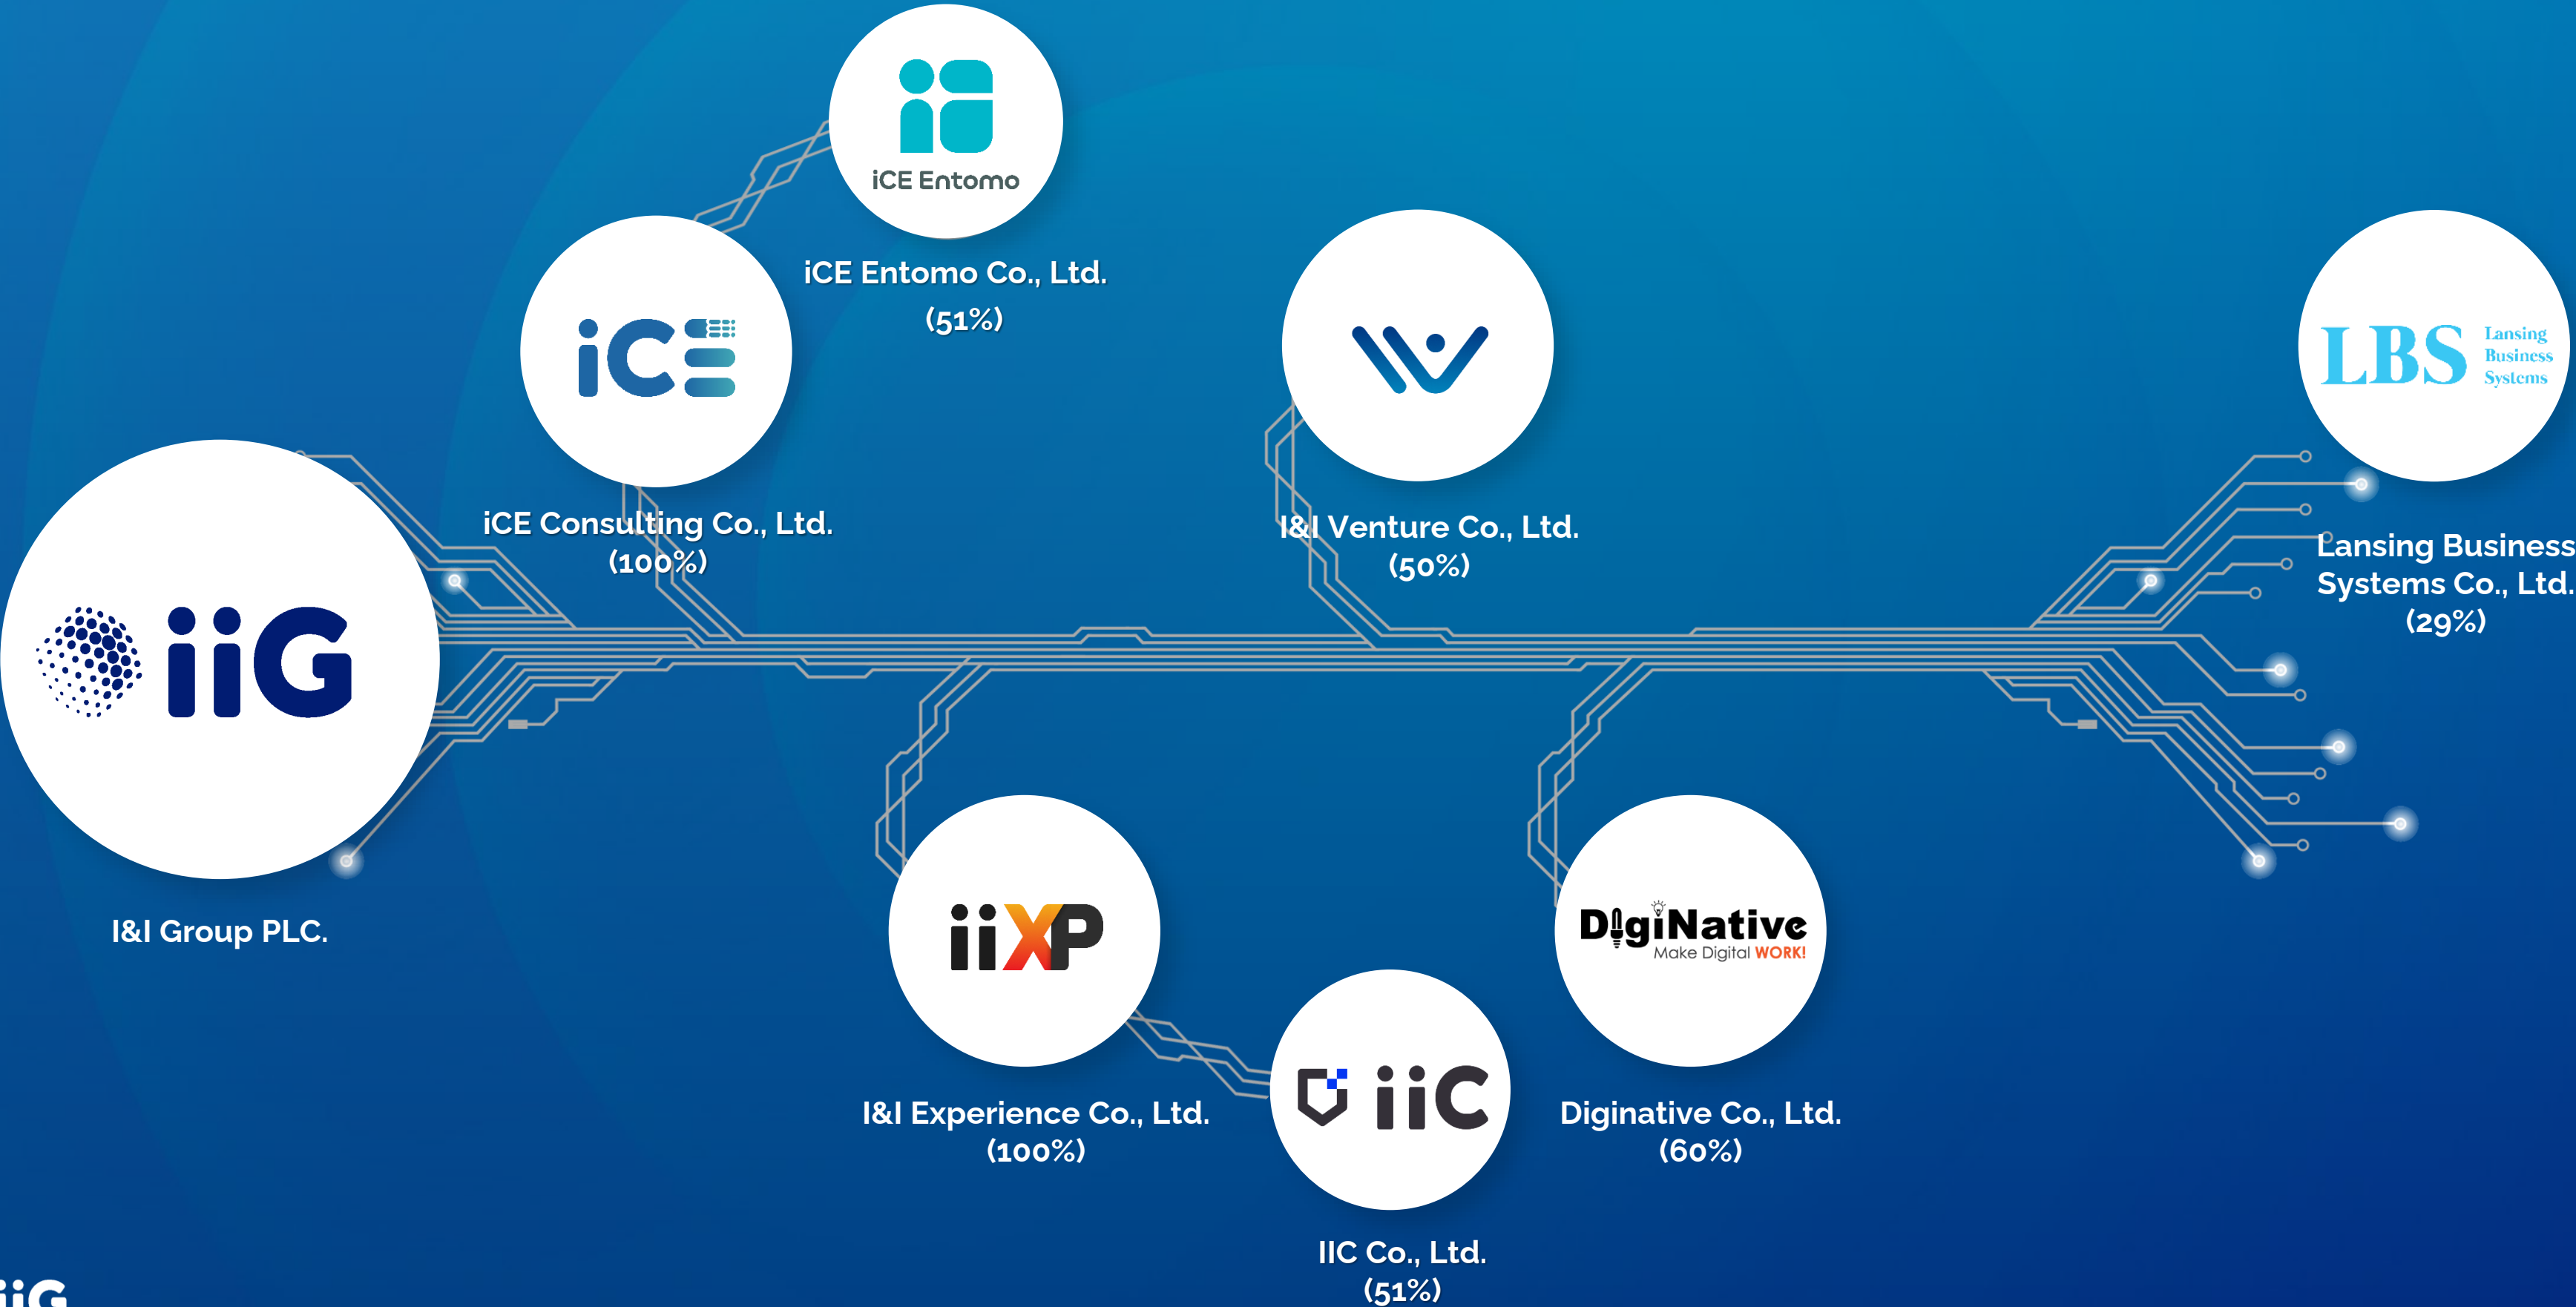 iCE Entomo
iCE Entomo Co., Ltd.
(51%)
iCE
iCE Consulting Co., Ltd.
(100%)
I&I Venture Co., Ltd.
(50%)
LBS
Lansing
Business
Systems
Lansing Business
Systems Co., Ltd.
(29%)
iiG
I&I Group PLC.
iiXP
I&I Experience Co., Ltd.
(100%)
iiC
IIC Co., Ltd.
(51%)
DigiNative
Make Digital WORK!
Diginative Co., Ltd.
(60%)
iiG